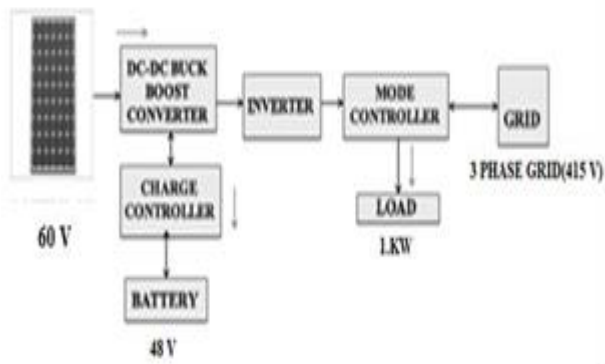 DC-DC BUCK
BOOST
CONVERTER
INVERTER
MODE
CONTROLLER
GRID
3 PHASE GRID(415 V)
CHARGE
CONTROLLER
LOAD
1.KW
60 V
BATTERY
48 V